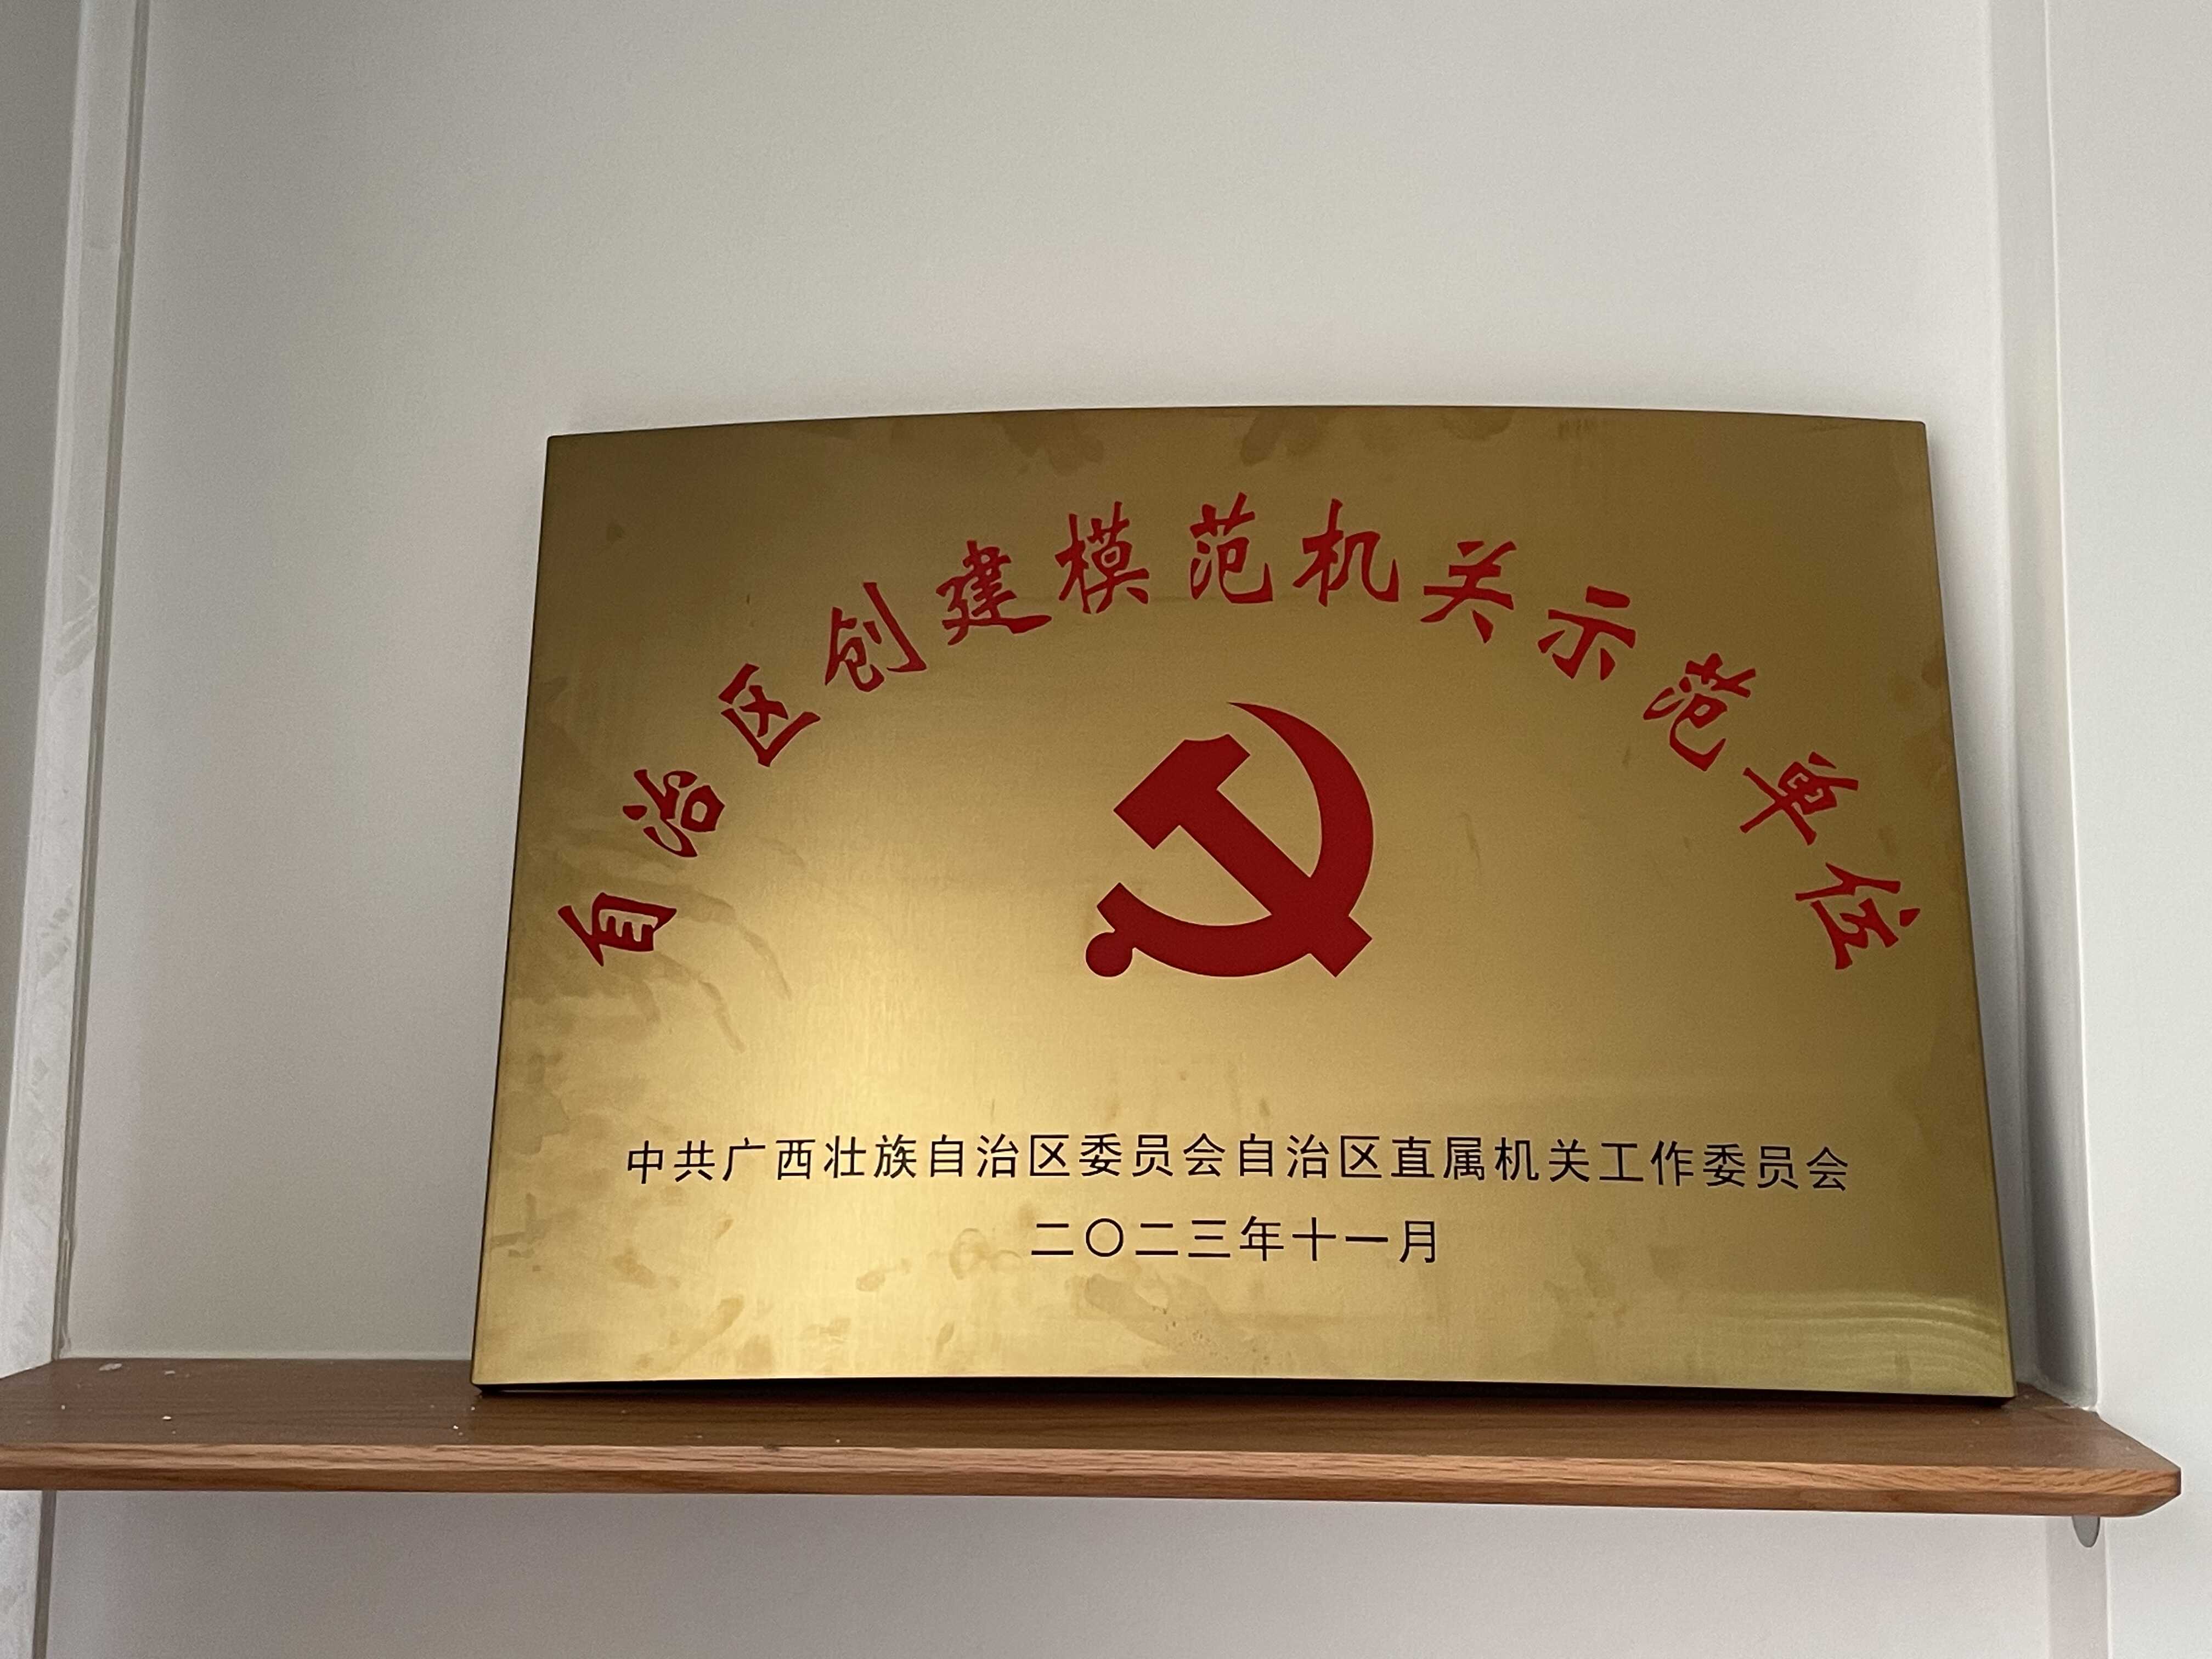 自治区创建模范机关示范单位
中共广西壮族自治区委员会自治区直属机关工作委员会
二〇二三年十一月